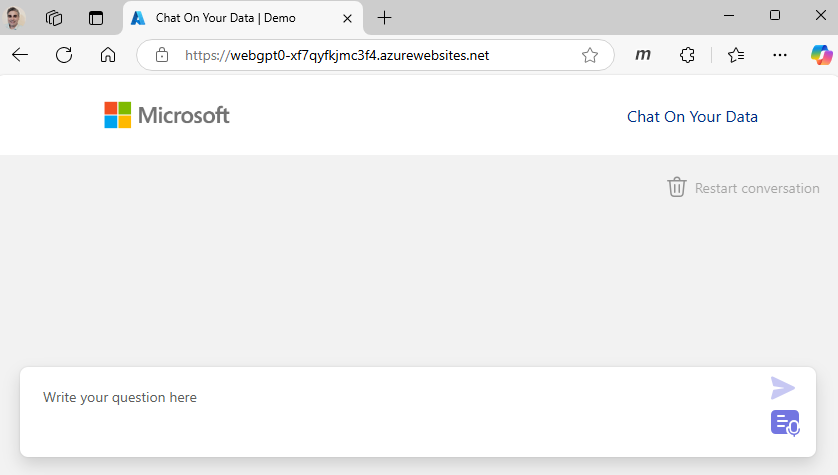 Chat On Your Data | Demo
https://webgpt0-xf7qyfkjmc3f4.azurewebsites.net
m
Microsoft
Chat On Your Data
Restart conversation
Write your question here